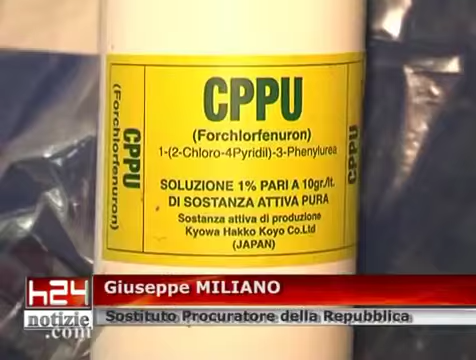 CPPU
(Forchlorfenuron)
1-(2-Chloro-4Pyridil)-3-Phenylurea
SOLUZIONE 1% PARI A 10gr./lt.
DI SOSTANZA ATTIVA PURA
Sostanza attiva di produzione
Kyowa Hakko Koyo Co.Ltd
(JAPAN)
CPPU
(Forchlorfenuron)
CPPU
h24
notizie
.com
Giuseppe MILIANO
Sostituto Procuratore della Repubblica